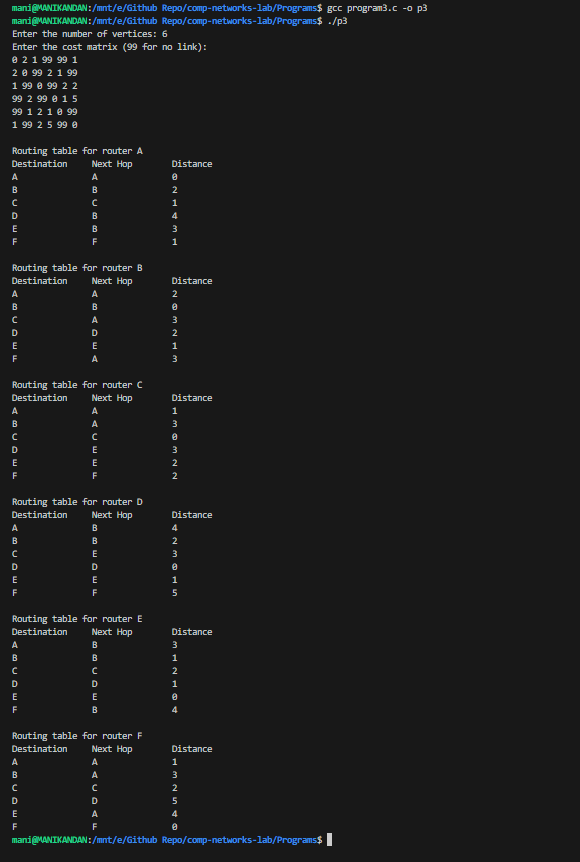 mani@MANIKANDAN:/mnt/e/Github Repo/comp-networks-lab/Programs$ gcc program3.c -o p3
mani@MANIKANDAN:/mnt/e/Github Repo/comp-networks-lab/Programs$ ./p3
Enter the number of vertices: 6
Enter the cost matrix (99 for no link):
0 2 1 99 99 1
2 0 99 2 1 99
1 99 0 99 2 2
99 2 99 0 1 5
99 1 2 1 0 99
1 99 2 5 99 0
Routing table for router A
Destination Next Hop Distance
A A 0
B B 2
C C 1
D B 4
E B 3
F F 1
Routing table for router B
Destination Next Hop Distance
A A 2
B B 0
C A 3
D D 2
E E 1
F A 3
Routing table for router C
Destination Next Hop Distance
A A 1
B A 3
C C 0
D E 3
E E 2
F F 2
Routing table for router D
Destination Next Hop Distance
A B 4
B B 2
C E 3
D D 0
E E 1
F F 5
Routing table for router E
Destination Next Hop Distance
A B 3
B B 1
C C 2
D D 1
E E 0
F B 4
Routing table for router F
Destination Next Hop Distance
A A 1
B A 3
C C 2
D D 5
E A 4
F F 0
mani@MANIKANDAN:/mnt/e/Github Repo/comp-networks-lab/Programs$